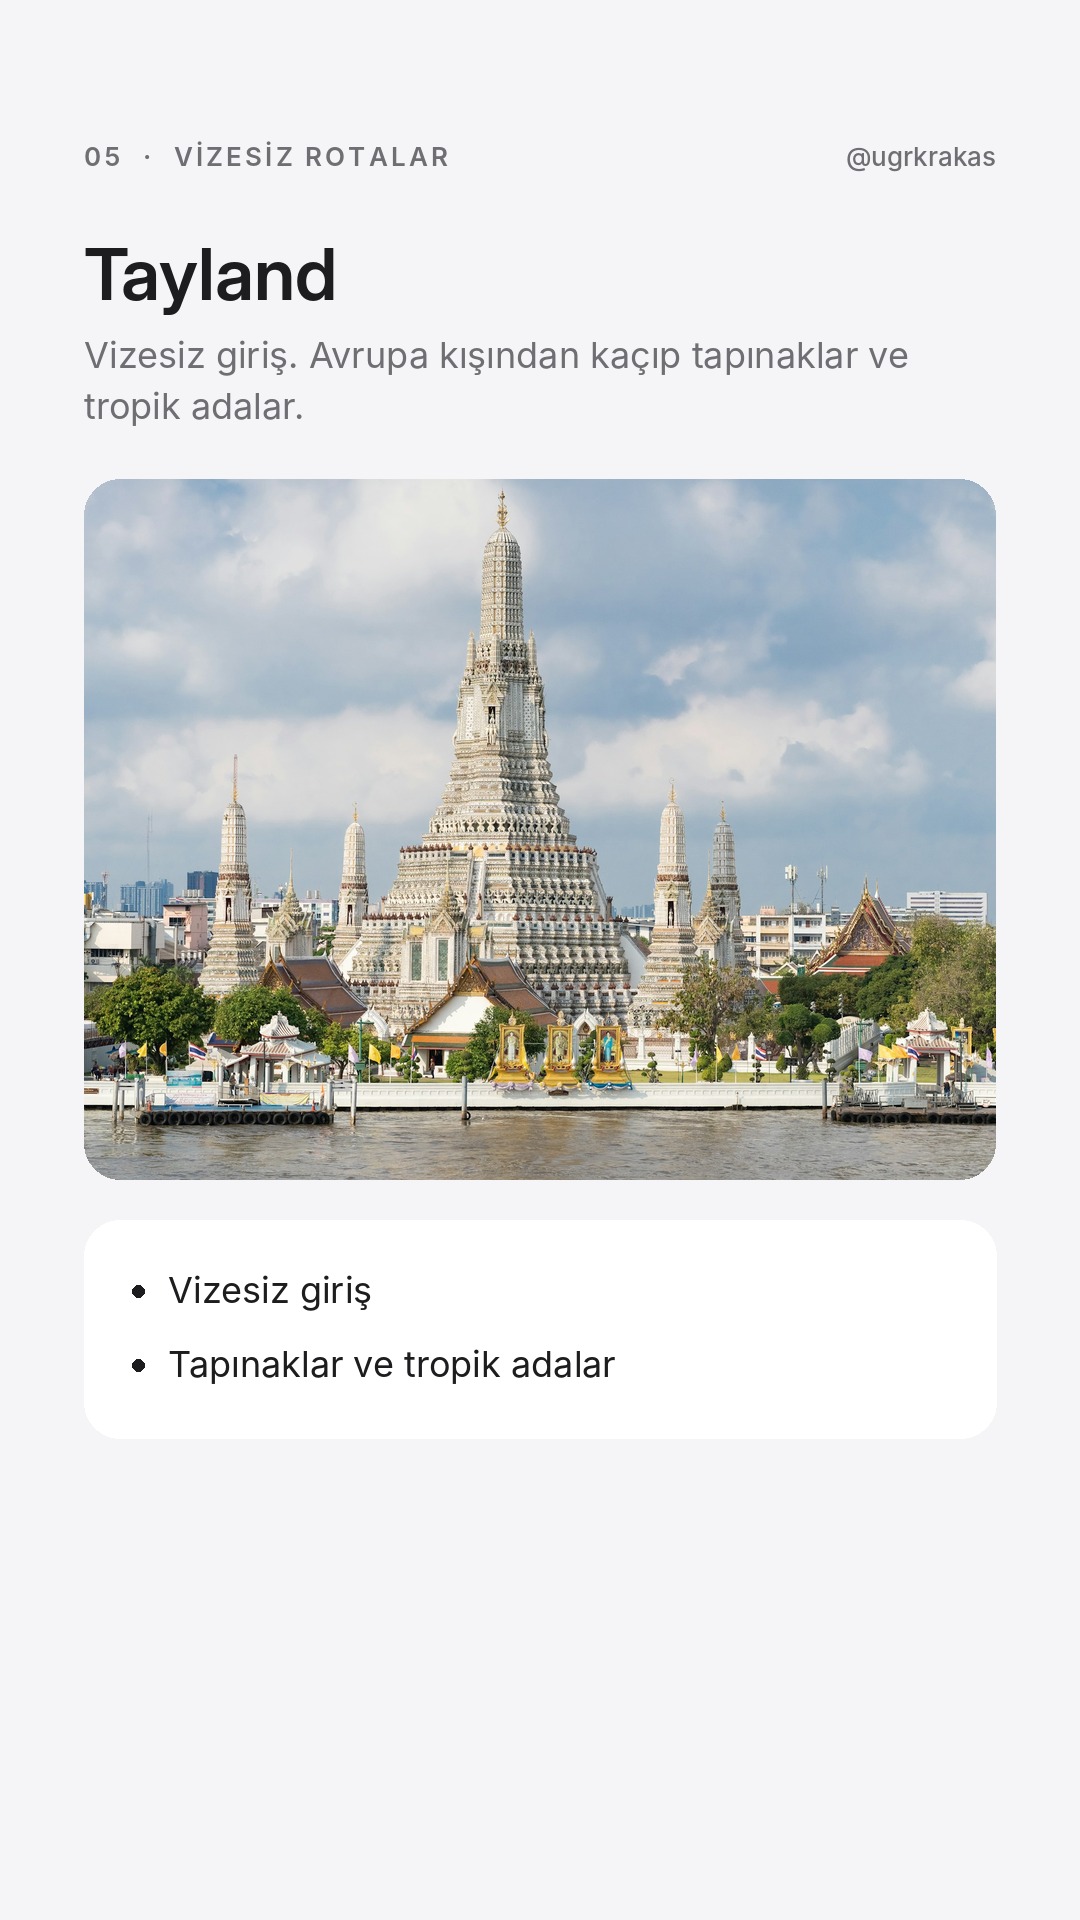 05 · VİZESİZ ROTALAR
@ugrkrakas
Tayland
Vizesiz giriş. Avrupa kışından kaçıp tapınaklar ve
tropik adalar.
• Vizesiz giriş
• Tapınaklar ve tropik adalar